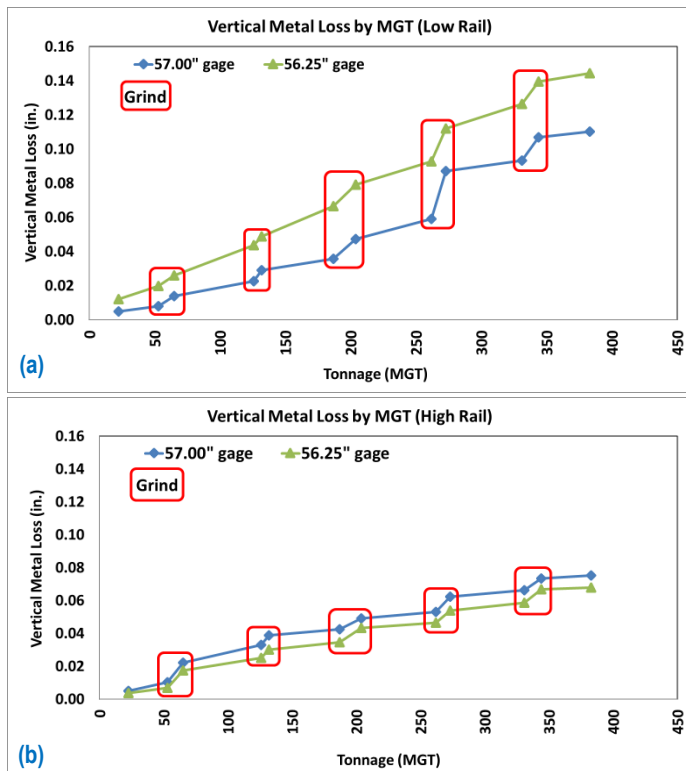 Vertical Metal Loss by MGT (Low Rail)
0.16
0.14
0.12
0.10
0.08
0.06
0.04
0.02
0.00
Vertical Metal Loss (in.)
57.00" gage
56.25" gage
Grind
0
50
100
150
200
250
300
350
400
450
Tonnage (MGT)
(a)
Vertical Metal Loss by MGT (High Rail)
0.16
0.14
0.12
0.10
0.08
0.06
0.04
0.02
0.00
Vertical Metal Loss (in.)
57.00" gage
56.25" gage
Grind
0
50
100
150
200
250
300
350
400
450
Tonnage (MGT)
(b)